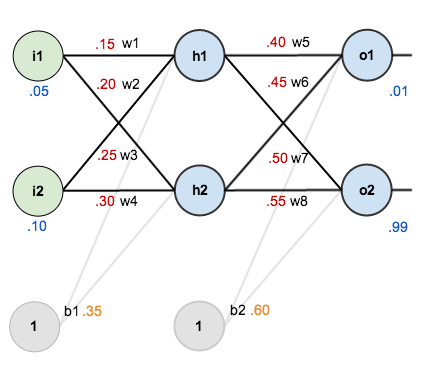 .15 w1
.40 w5
i1
h1
o1
.20 w2
.45 w6
.05
.01
.25 w3
.50 w7
i2
h2
o2
.30 w4
.55 w8
.10
.99
b1 .35
b2 .60
1
1